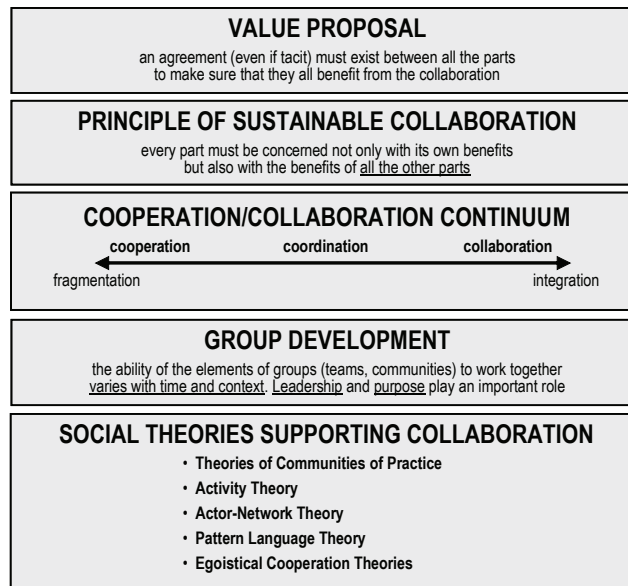 VALUE PROPOSAL
an agreement (even if tacit) must exist between all the parts
to make sure that they all benefit from the collaboration
PRINCIPLE OF SUSTAINABLE COLLABORATION
every part must be concerned not only with its own benefits
but also with the benefits of all the other parts
COOPERATION/COLLABORATION CONTINUUM
cooperation coordination collaboration
fragmentation integration
GROUP DEVELOPMENT
the ability of the elements of groups (teams, communities) to work together
varies with time and context. Leadership and purpose play an important role
SOCIAL THEORIES SUPPORTING COLLABORATION
• Theories of Communities of Practice
• Activity Theory
• Actor-Network Theory
• Pattern Language Theory
• Egoistical Cooperation Theories